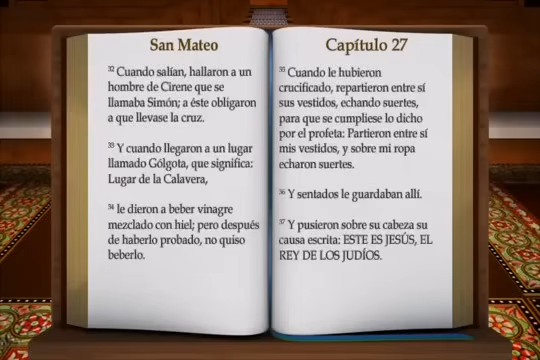 San Mateo
32 Cuando salían, hallaron a un
hombre de Cirene que se
llamaba Simón; a éste obligaron
a que llevase la cruz.
33 Y cuando llegaron a un lugar
llamado Gólgota, que significa:
Lugar de la Calavera,
34 le dieron a beber vinagre
mezclado con hiel; pero después
de haberlo probado, no quiso
beberlo.
Capítulo 27
35 Cuando le hubieron
crucificado, repartieron entre sí
sus vestidos, echando suertes,
para que se cumpliese lo dicho
por el profeta: Partieron entre sí
mis vestidos, y sobre mi ropa
echaron suertes.
36 Y sentados le guardaban allí.
37 Y pusieron sobre su cabeza su
causa escrita: ESTE ES JESÚS, EL
REY DE LOS JUDÍOS.